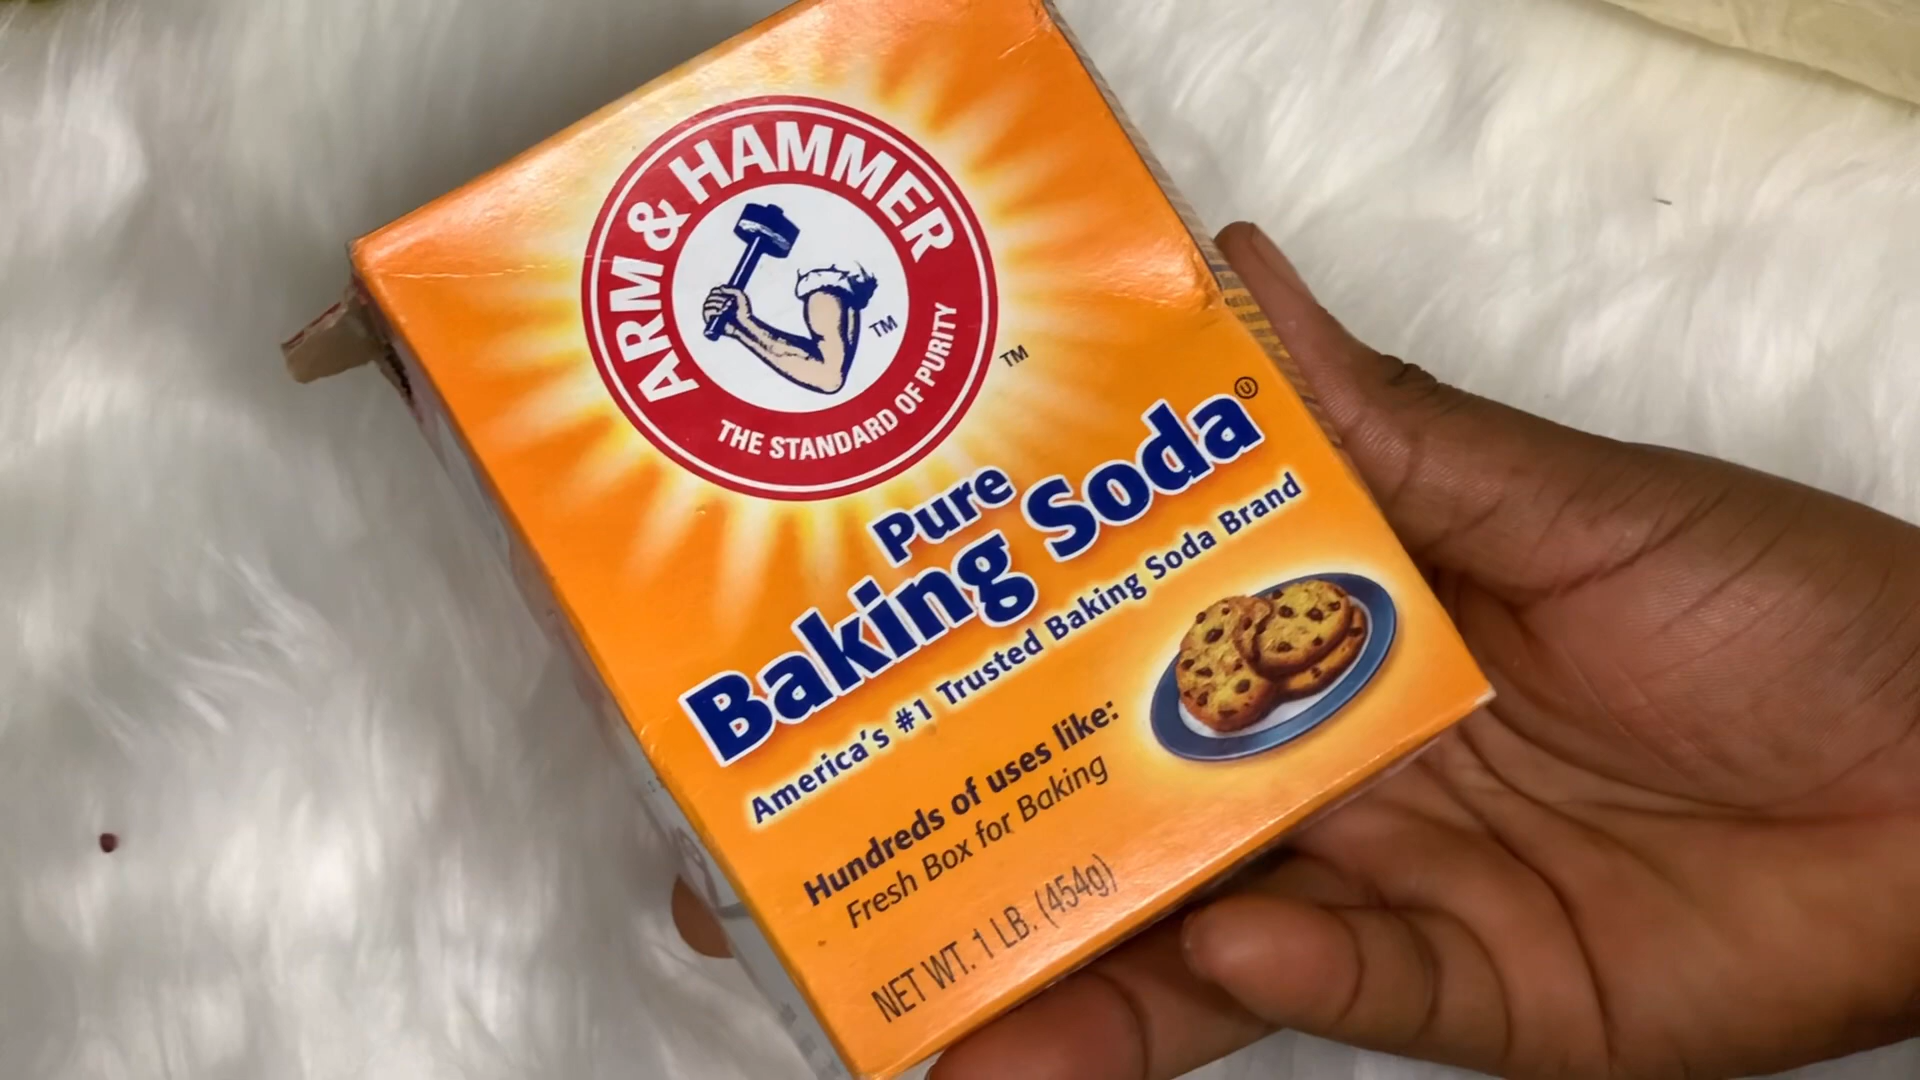 ARM & HAMMER
THE STANDARD OF PURITY
TM
TM
Pure
Baking Soda
America's #1 Trusted Baking Soda Brand
Hundreds of uses like:
Fresh Box for Baking
NET WT. 1 LB. (454g)